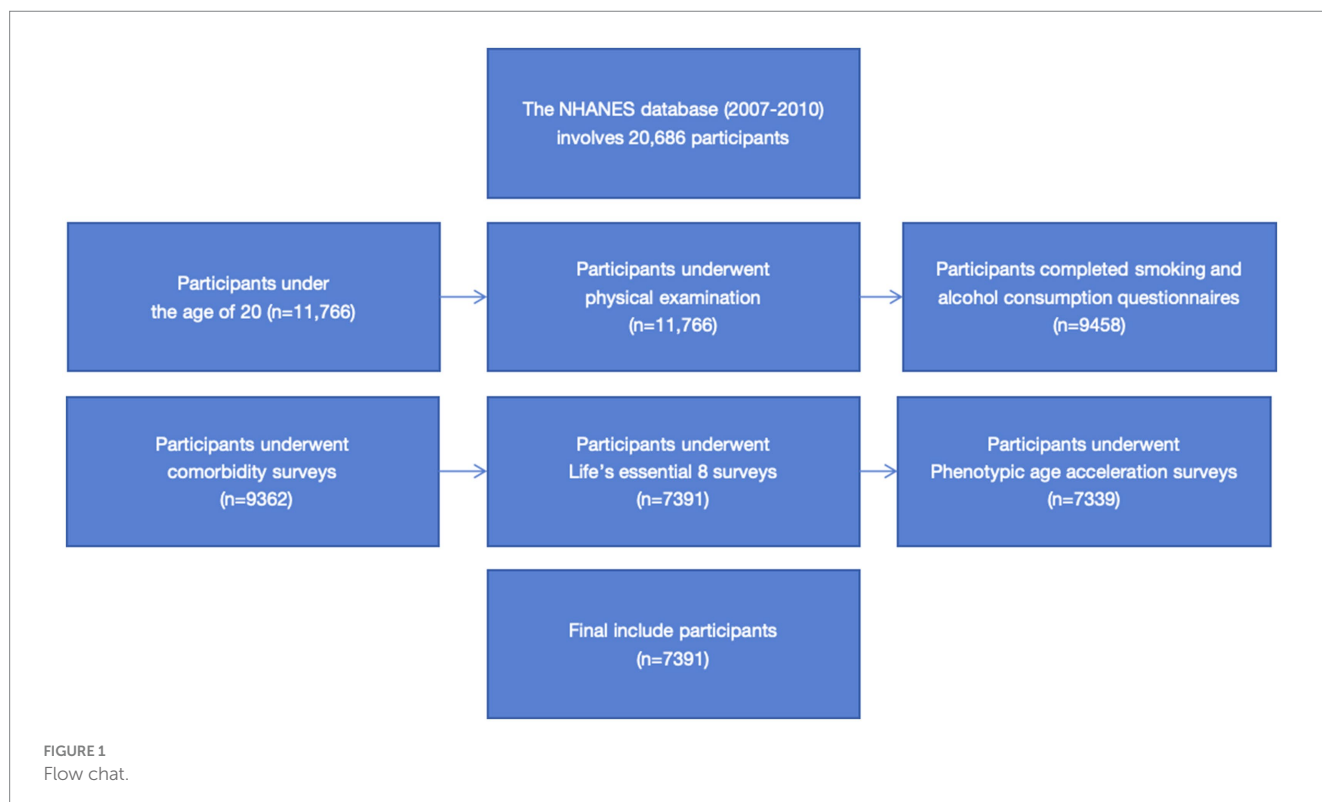 The NHANES database (2007-2010)
involves 20,686 participants
Participants under
the age of 20 (n=11,766)
Participants underwent
physical examination
(n=11,766)
Participants completed smoking and
alcohol consumption questionnaires
(n=9458)
Participants underwent
comorbidity surveys
(n=9362)
Participants underwent
Life's essential 8 surveys
(n=7391)
Participants underwent
Phenotypic age acceleration surveys
(n=7339)
Final include participants
(n=7391)
FIGURE 1
Flow chat.